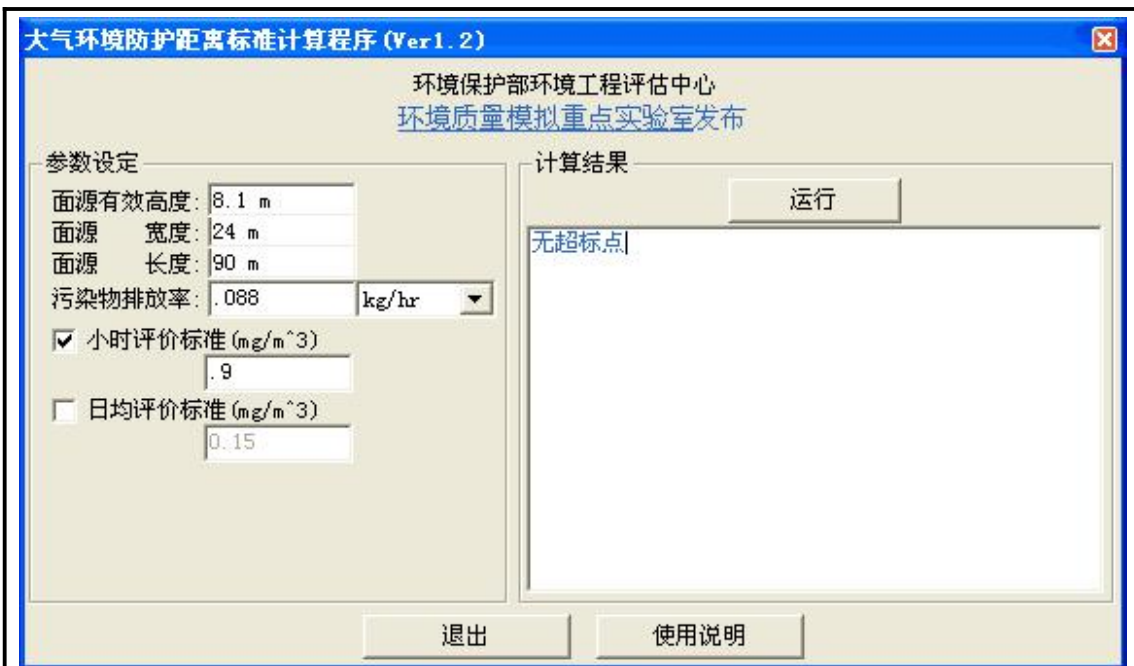 大气环境防护距离标准计算程序(Ver1.2)
环境保护部环境工程评估中心
环境质量模拟重点实验室发布
参数设定
面源有效高度: 8.1 m
面源 宽度: 24 m
面源 长度: 90 m
污染物排放率: .088 kg/hr
小时评价标准(mg/m^3)
.9
日均评价标准(mg/m^3)
0.15
计算结果
运行
无超标点
退出 使用说明